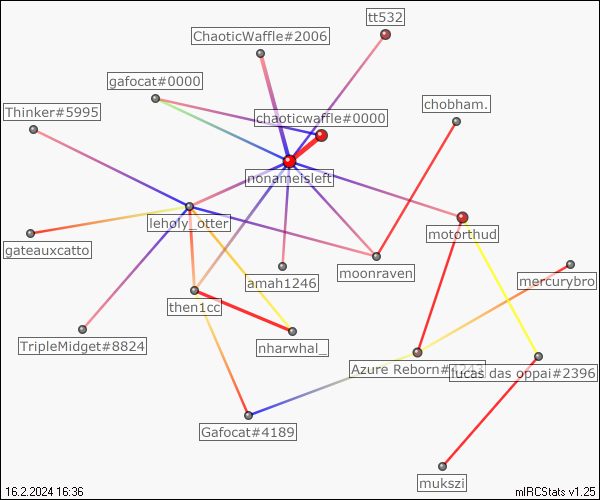 tt532
ChaoticWaffle#2006
gafocat#0000
chobham.
Thinker#5995
chaoticwaffle#0000
nonameisleft
leholy_otter
motorthud
gateauxcatto
moonraven
mercurybro
amah1246
then1cc
TripleMidget#8824
nharwhal_
Azure Reborn#
lucas das oppai#2396
Gafocat#4189
mukszi
16.2.2024 16:36
mIRCStats v1.25